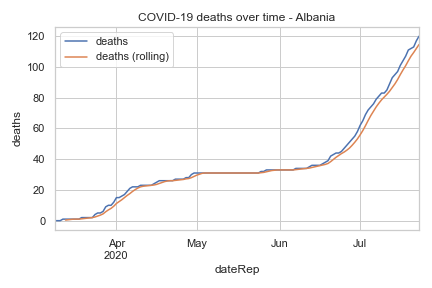 COVID-19 deaths over time - Albania
deaths
deaths (rolling)
120
100
80
60
40
20
0
deaths
Apr
2020
May
Jun
Jul
dateRep